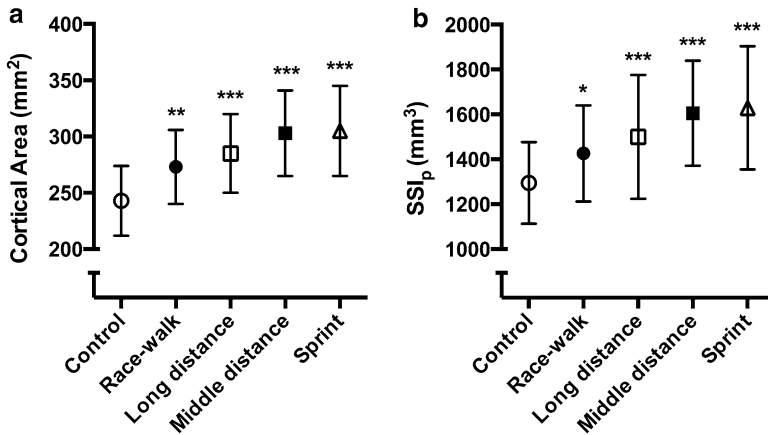 a
Cortical Area (mm²)
400
350
300
250
200
**
***
***
***
Control
Race-walk
Long distance
Middle distance
Sprint
b
SSIₚ (mm³)
2000
1800
1600
1400
1200
1000
*
***
***
***
Control
Race-walk
Long distance
Middle distance
Sprint